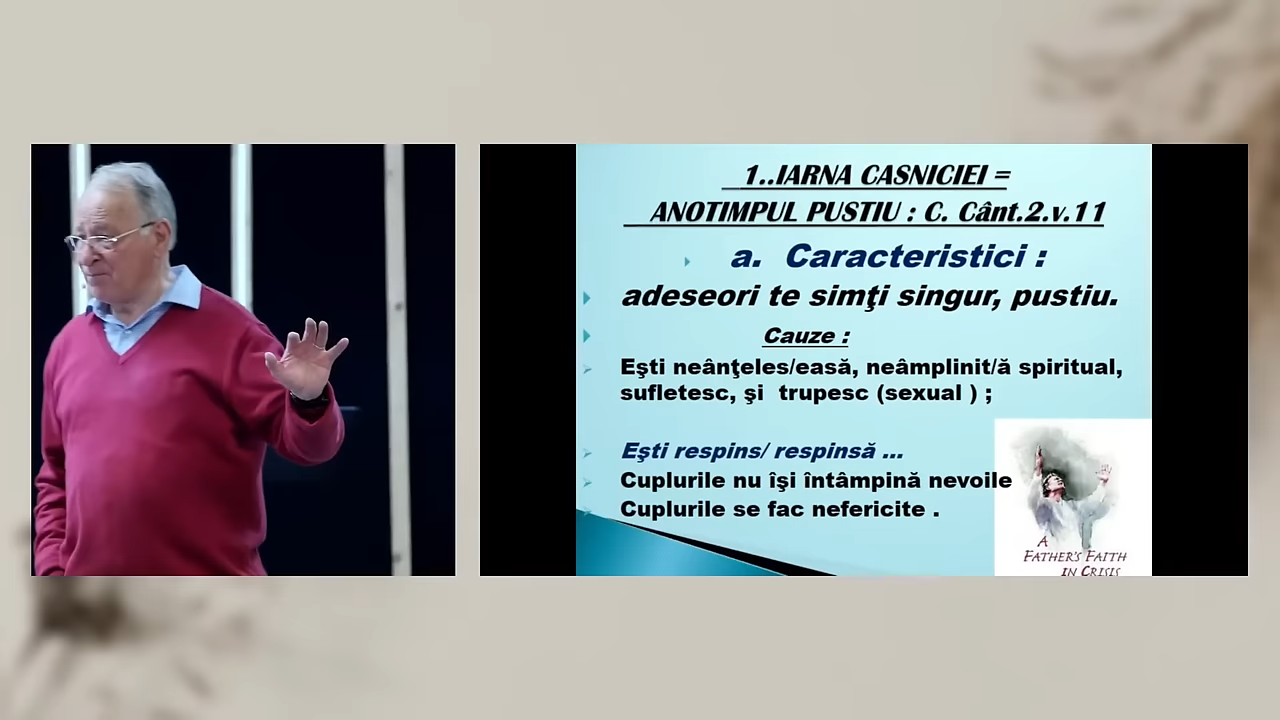 1..IARNA CASNICIEI =
ANOTIMPUL PUSTIU : C. Cânt.2.v.11
a. Caracteristici :
adeseori te simţi singur, pustiu.
Cauze :
Eşti neânţeles/easă, neâmplinit/ă spiritual,
sufletesc, şi trupesc (sexual ) ;
Eşti respins/ respinsă ...
Cuplurile nu îşi întâmpină nevoile
Cuplurile se fac nefericite .
A
FATHER'S FAITH
IN CRISIS